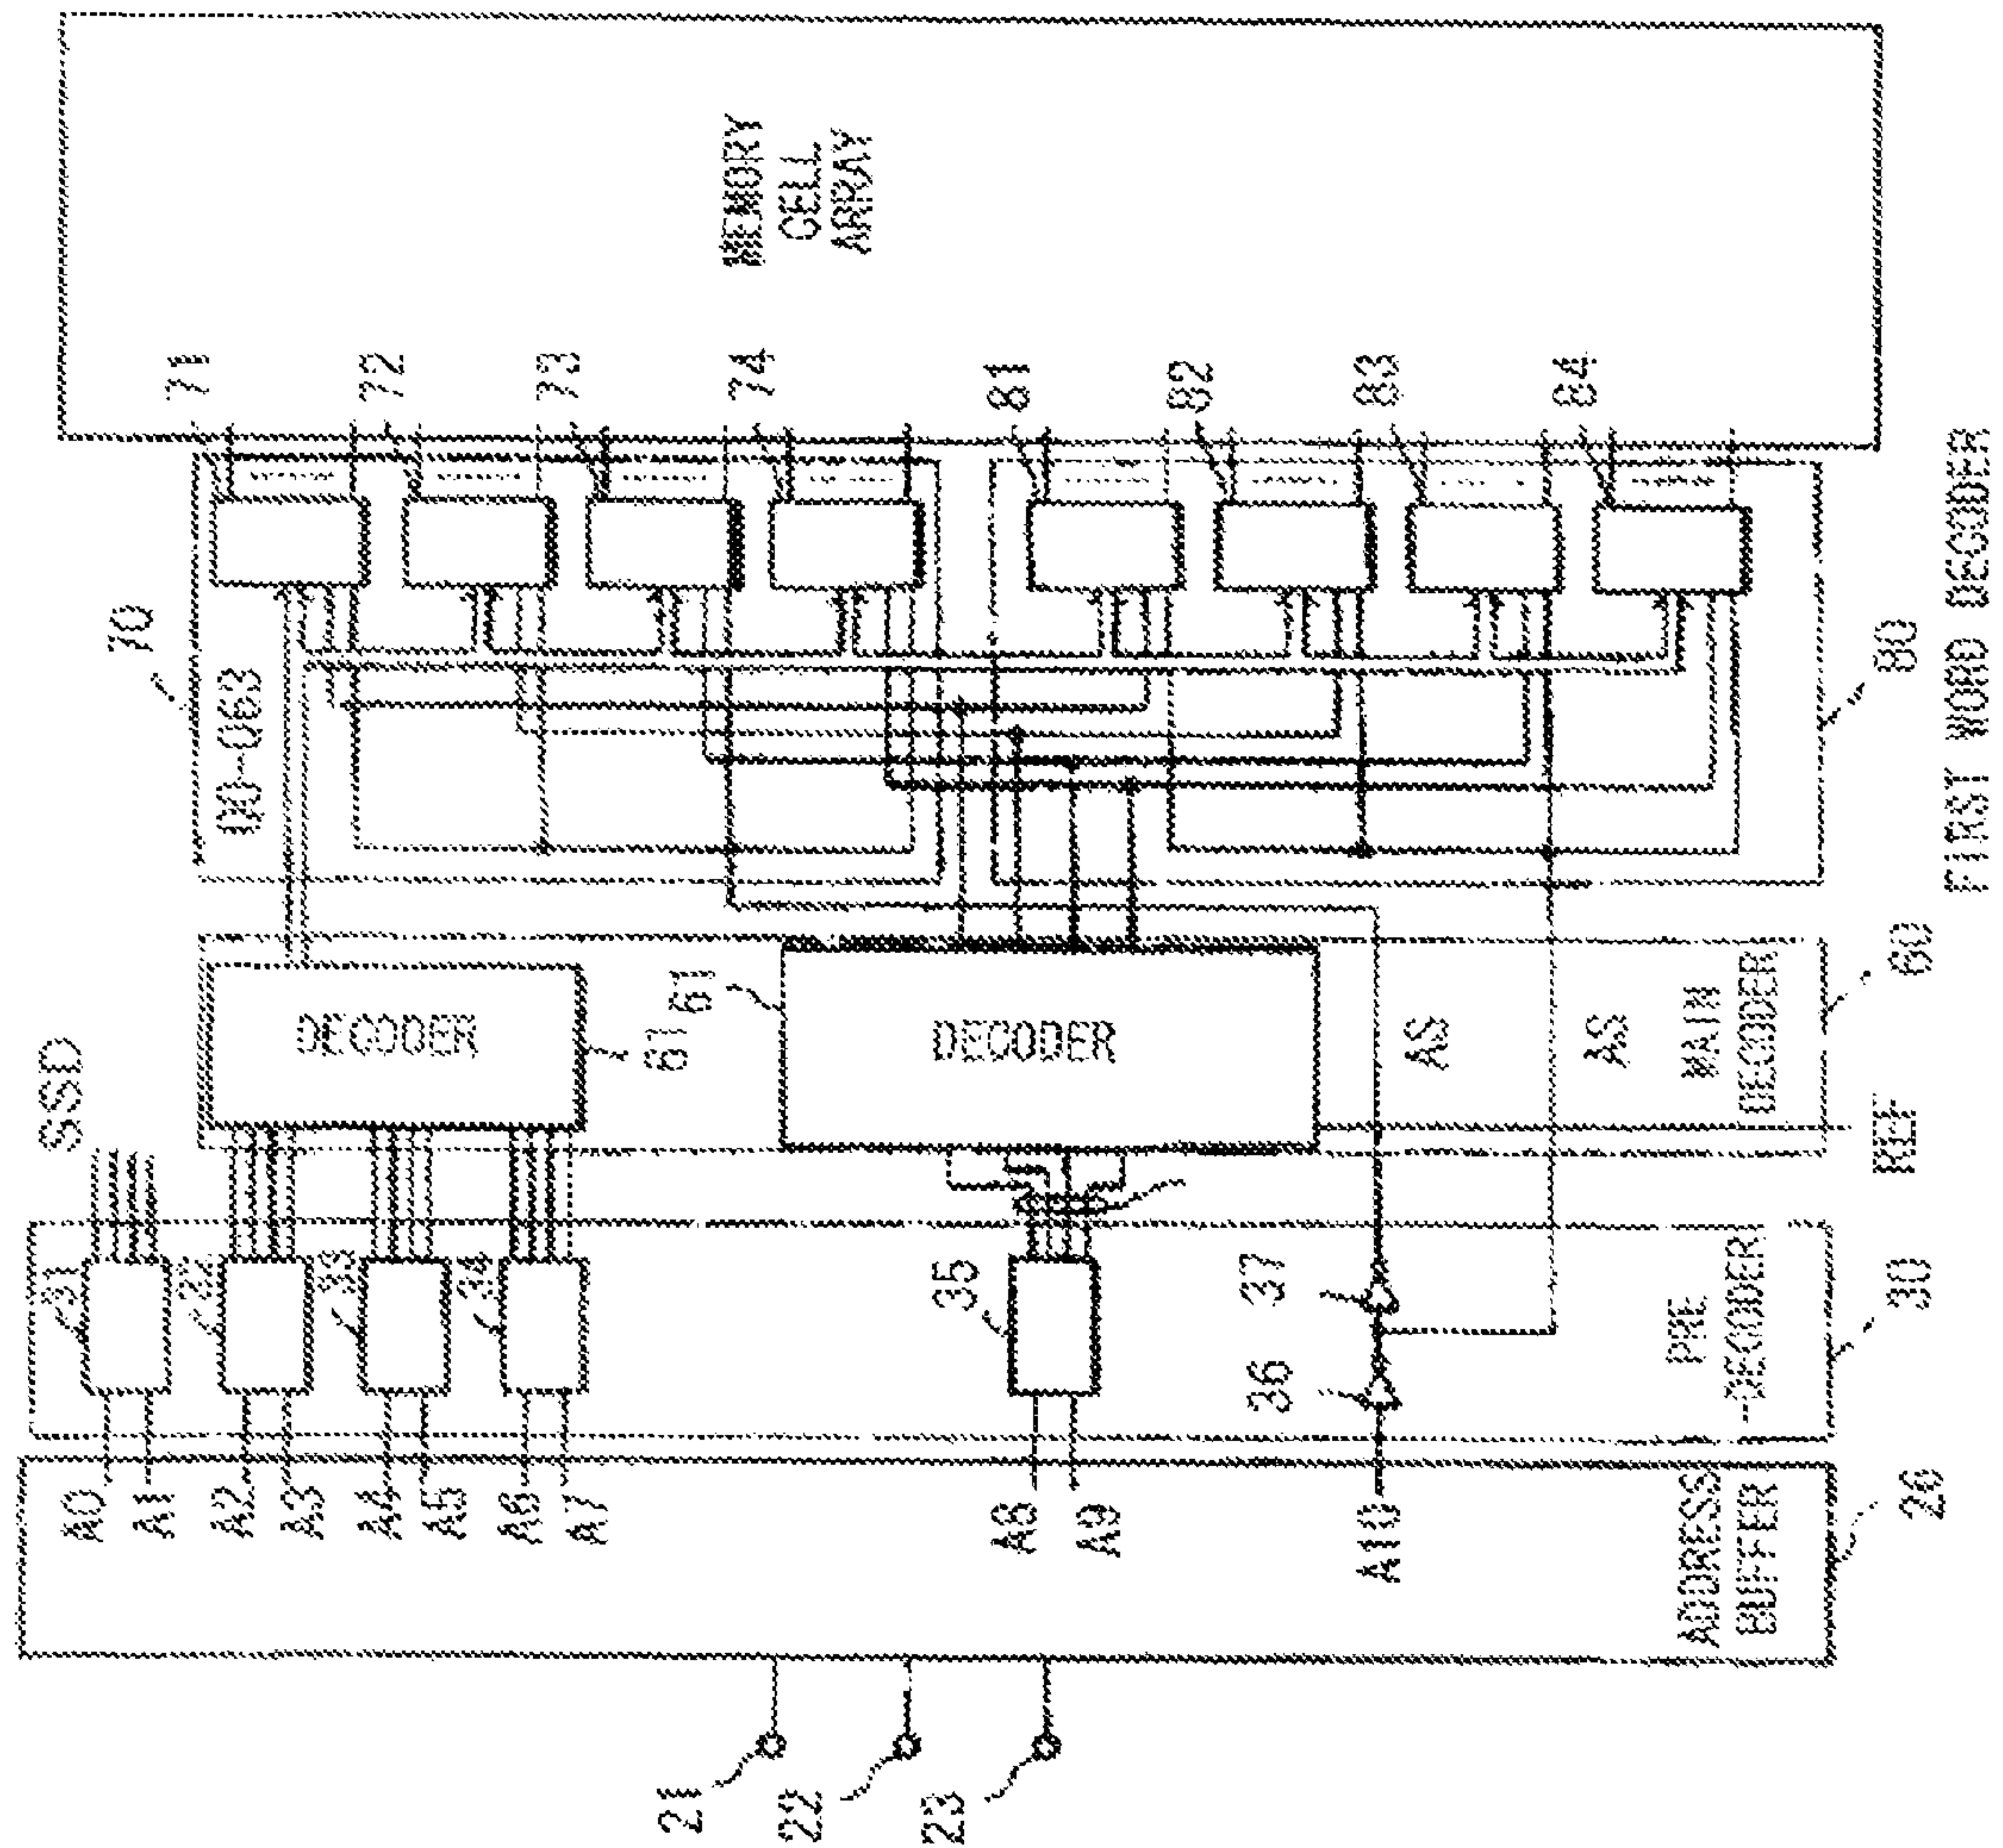 MEMORY
CELL
ARRAY
71
72
73
74
81
82
83
84
70
00-063
80
FIRST WORD DECODER
SSD
DECODER
61
61
DECODER
AS
AS
MAIN
DECODER
60
REF
31
32
33
34
35
36
37
PRE
-DECODER
30
A0
A1
A2
A3
A4
A5
A6
A7
A8
A9
A10
ADDRESS
BUFFER
21
22
23